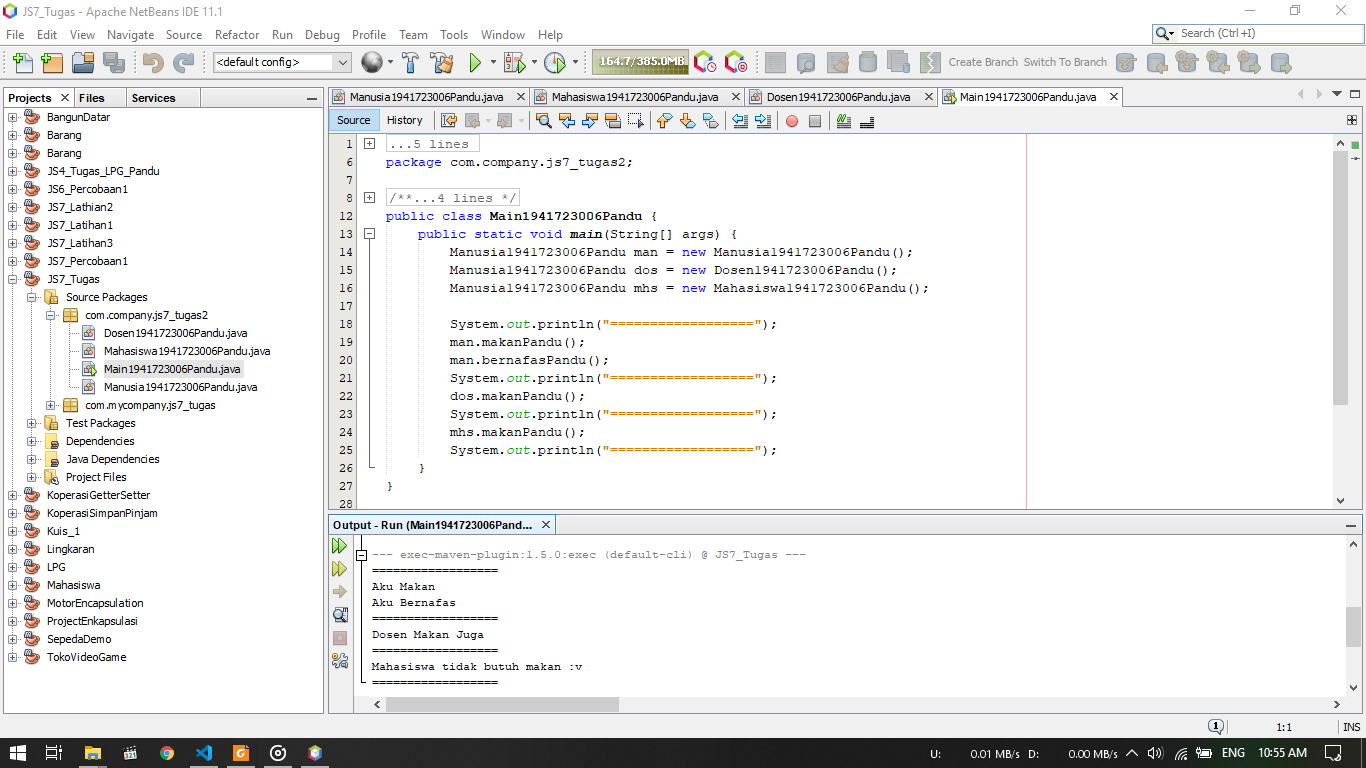 JS7_Tugas - Apache NetBeans IDE 11.1
File Edit View Navigate Source Refactor Run Debug Profile Team Tools Window Help
Search (Ctrl +I)
<default config>
164.7/385.0MB
Create Branch Switch To Branch
Projects
Files
Services
BangunDatar
Barang
Barang
JS4_Tugas_LPG_Pandu
JS6_Percobaan1
JS7_Lathian2
JS7_Latihan1
JS7_Latihan3
JS7_Percobaan1
JS7_Tugas
Source Packages
com.company.js7_tugas2
Dosen1941723006Pandu.java
Mahasiswa1941723006Pandu.java
Main1941723006Pandu.java
Manusia1941723006Pandu.java
com.mycompany.js7_tugas
Test Packages
Dependencies
Java Dependencies
Project Files
KoperasiGetterSetter
KoperasiSimpanPinjam
Kuis_1
Lingkaran
LPG
Mahasiswa
MotorEncapsulation
ProjectEnkapsulasi
SepedaDemo
TokoVideoGame
Manusia1941723006Pandu.java
Mahasiswa1941723006Pandu.java
Dosen1941723006Pandu.java
Main1941723006Pandu.java
Source History
1 ...5 lines
6 package com.company.js7_tugas2;
7
8 /**...4 lines */
12 public class Main1941723006Pandu {
13 public static void main(String[] args) {
14 Manusia1941723006Pandu man = new Manusia1941723006Pandu();
15 Manusia1941723006Pandu dos = new Dosen1941723006Pandu();
16 Manusia1941723006Pandu mhs = new Mahasiswa1941723006Pandu();
17
18 System.out.println("==================");
19 man.makanPandu();
20 man.bernafasPandu();
21 System.out.println("==================");
22 dos.makanPandu();
23 System.out.println("==================");
24 mhs.makanPandu();
25 System.out.println("==================");
26 }
27 }
28
Output - Run (Main1941723006Pand...
--- exec-maven-plugin:1.5.0:exec (default-cli) @ JS7_Tugas ---
==================
Aku Makan
Aku Bernafas
==================
Dosen Makan Juga
==================
Mahasiswa tidak butuh makan :v
==================
1
1:1
INS
U: 0.01 MB/s D: 0.00 MB/s
ENG
10:55 AM